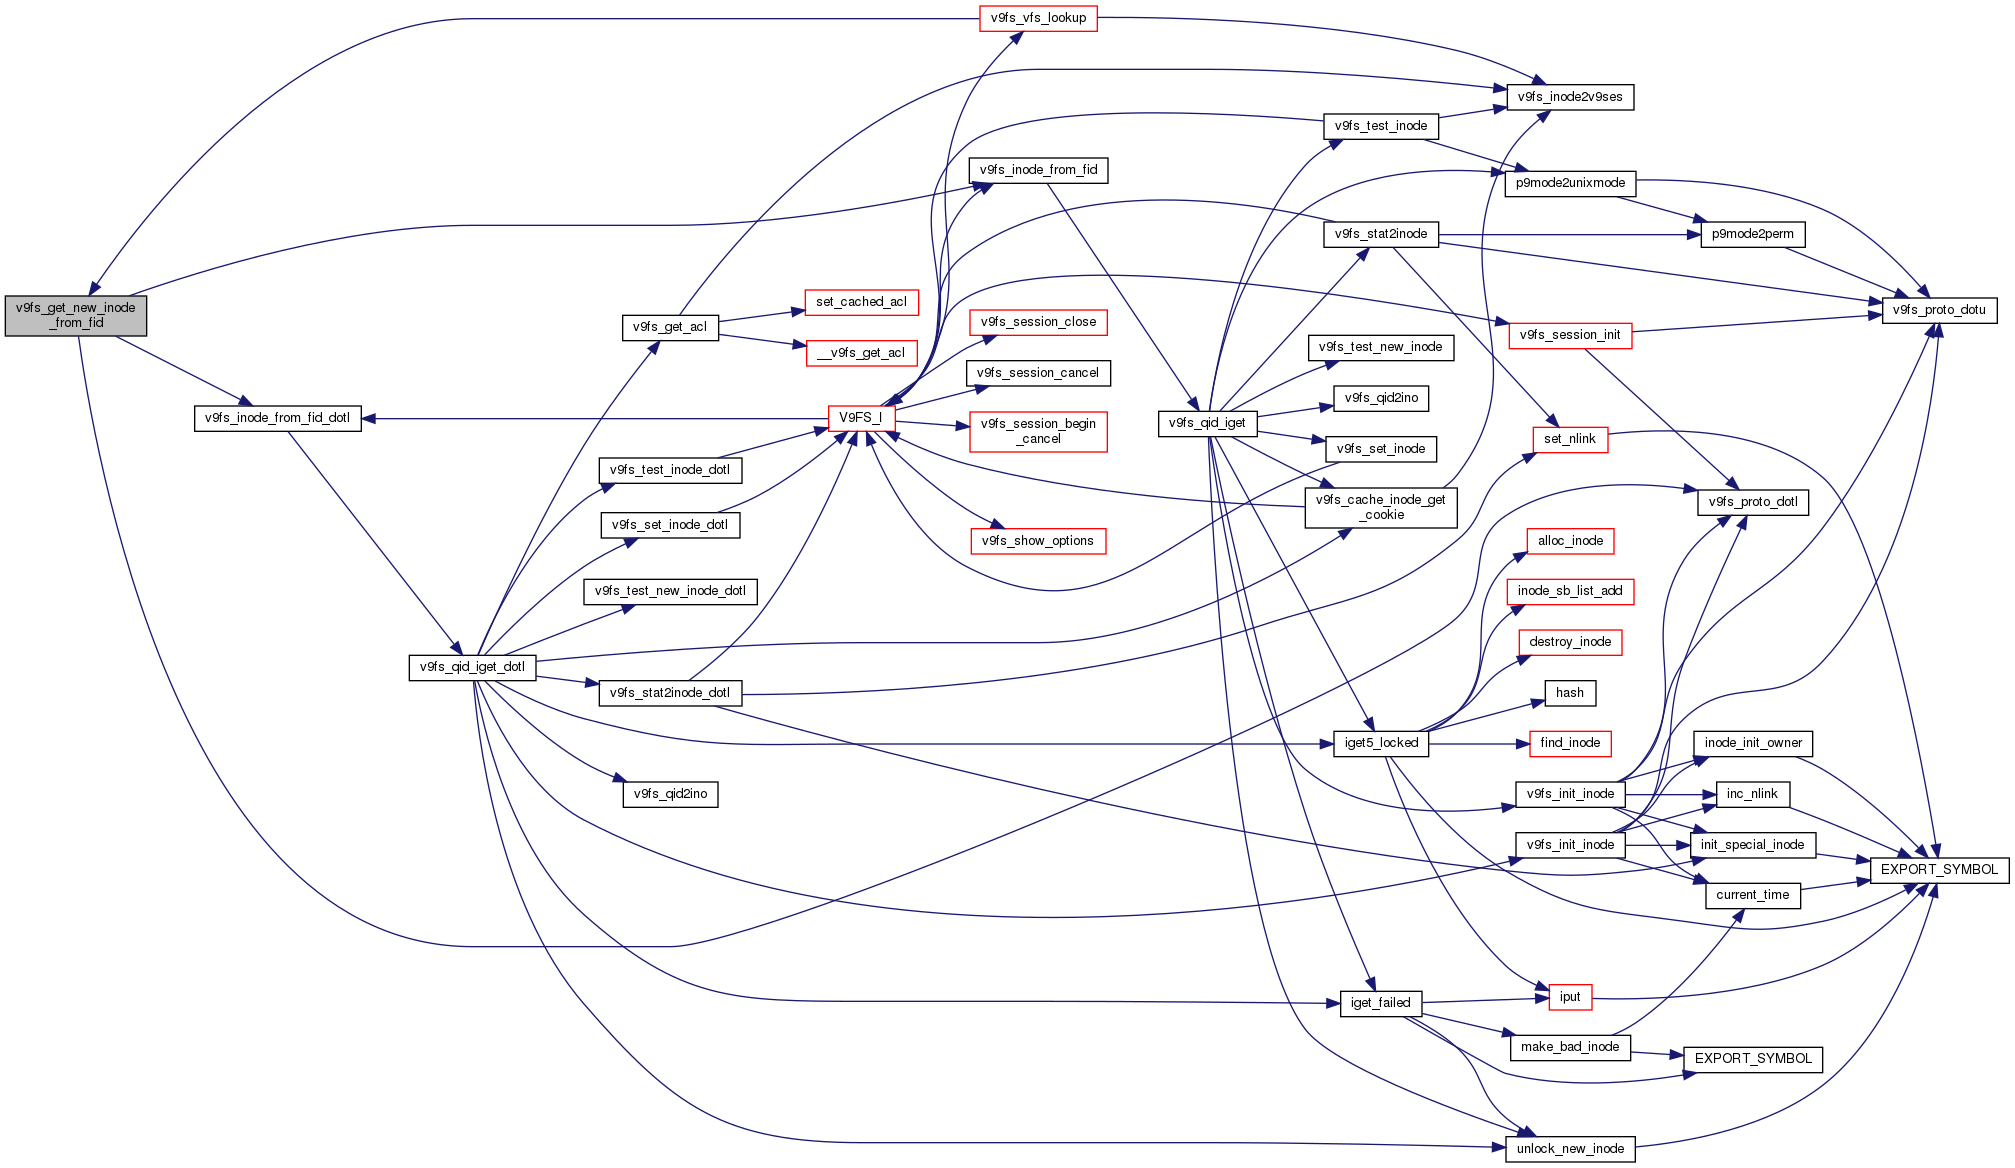 v9fs_vfs_lookup
v9fs_inode2v9ses
v9fs_test_inode
v9fs_inode_from_fid
p9mode2unixmode
v9fs_stat2inode
p9mode2perm
v9fs_get_new_inode
_from_fid
set_cached_acl
v9fs_proto_dotu
v9fs_get_acl
v9fs_session_close
v9fs_session_init
__v9fs_get_acl
v9fs_test_new_inode
v9fs_session_cancel
v9fs_qid2ino
v9fs_inode_from_fid_dotl
V9FS_I
v9fs_session_begin
_cancel
v9fs_qid_iget
set_nlink
v9fs_set_inode
v9fs_test_inode_dotl
v9fs_cache_inode_get
_cookie
v9fs_proto_dotl
v9fs_set_inode_dotl
v9fs_show_options
alloc_inode
v9fs_test_new_inode_dotl
inode_sb_list_add
destroy_inode
v9fs_qid_iget_dotl
v9fs_stat2inode_dotl
hash
iget5_locked
find_inode
inode_init_owner
v9fs_qid2ino
v9fs_init_inode
inc_nlink
v9fs_init_inode
init_special_inode
EXPORT_SYMBOL
current_time
iget_failed
iput
make_bad_inode
EXPORT_SYMBOL
unlock_new_inode